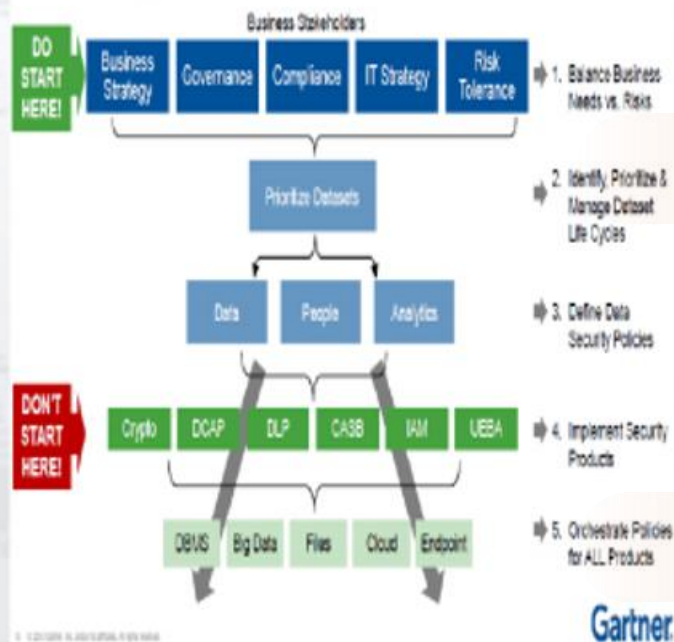 Business Stakeholders
DO
START
HERE!
Business
Strategy
Governance
Compliance
IT Strategy
Risk
Tolerance
1. Balance Business
Needs vs. Risks
Prioritize Datasets
2. Identify, Prioritize &
Manage Dataset
Life Cycles
Data
People
Analytics
3. Define Data
Security Policies
DON'T
START
HERE!
Crypto
DCAP
DLP
CASB
IAM
UEBA
4. Implement Security
Products
DBMS
Big Data
Files
Cloud
Endpoint
5. Orchestrate Policies
for ALL Products
Gartner